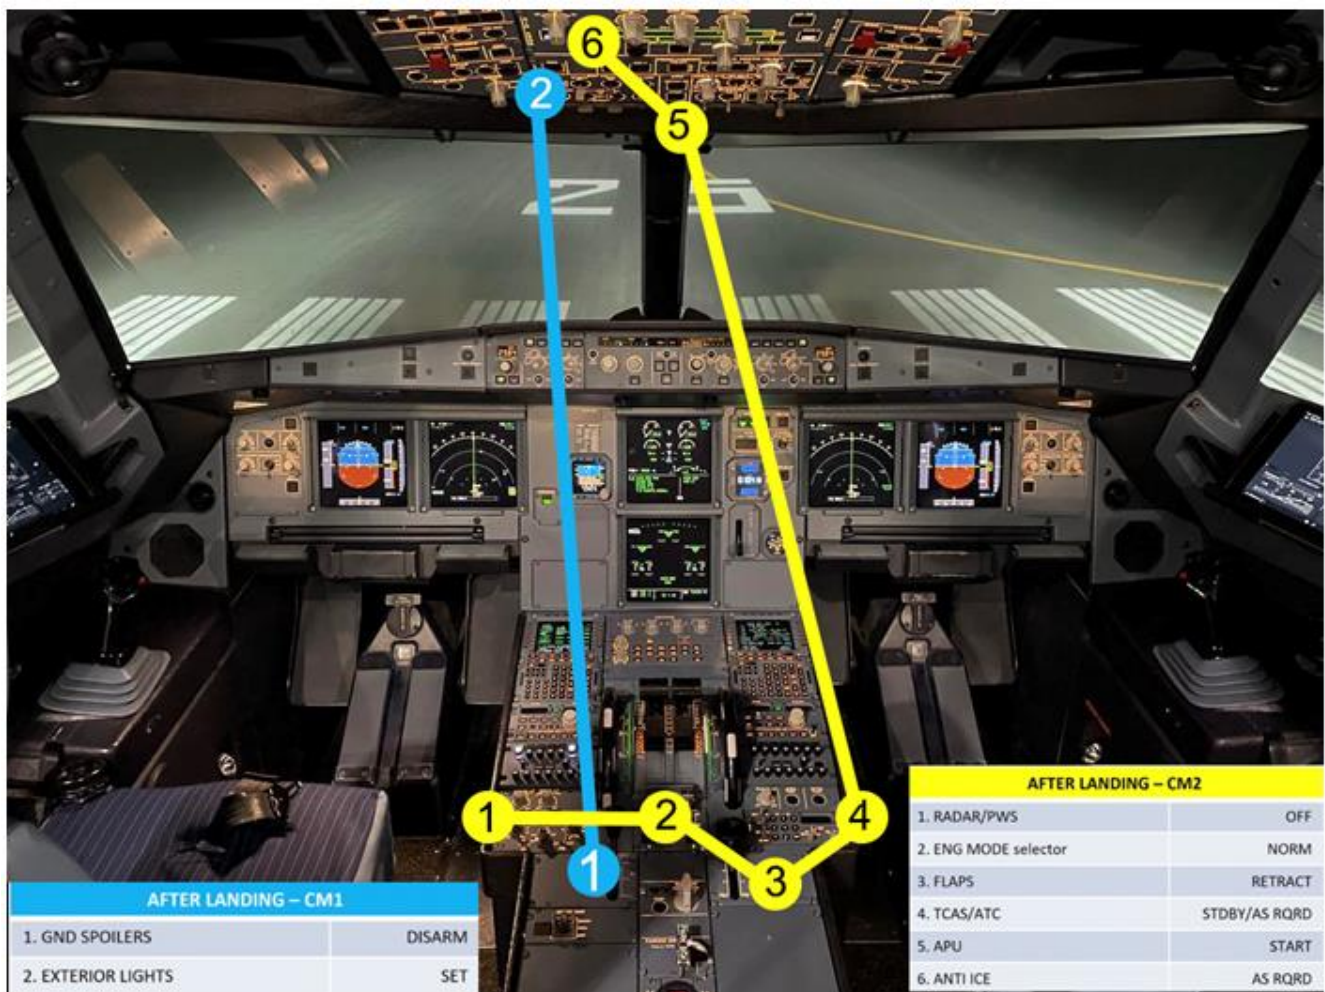 6
2
5
25
1
2
4
1
3
AFTER LANDING – CM1
1. GND SPOILERS DISARM
2. EXTERIOR LIGHTS SET
AFTER LANDING – CM2
1. RADAR/PWS OFF
2. ENG MODE selector NORM
3. FLAPS RETRACT
4. TCAS/ATC STDBY/AS RQRD
5. APU START
6. ANTI ICE AS RQRD